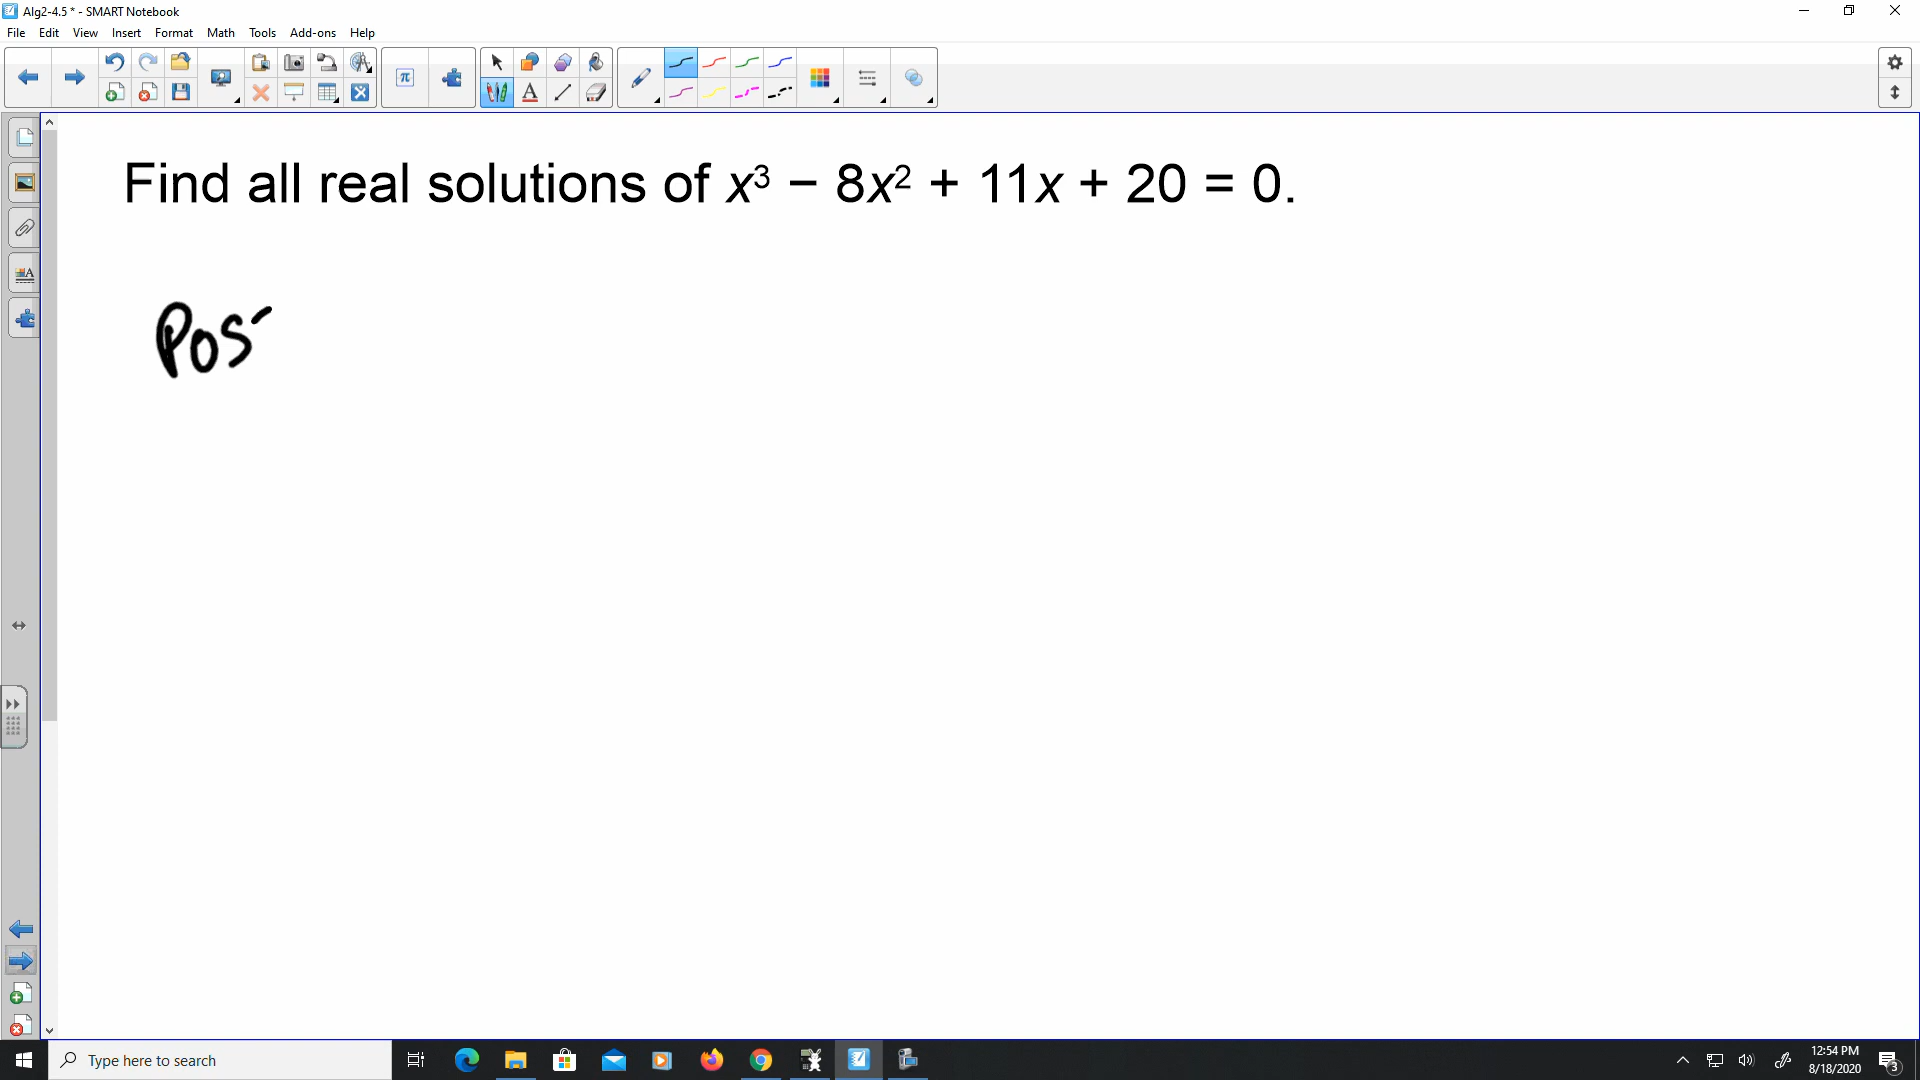 Alg2-4.5 * - SMART Notebook
File Edit View Insert Format Math Tools Add-ons Help
Find all real solutions of x³ − 8x² + 11x + 20 = 0.
Pos
Type here to search
12:54 PM
8/18/2020
3